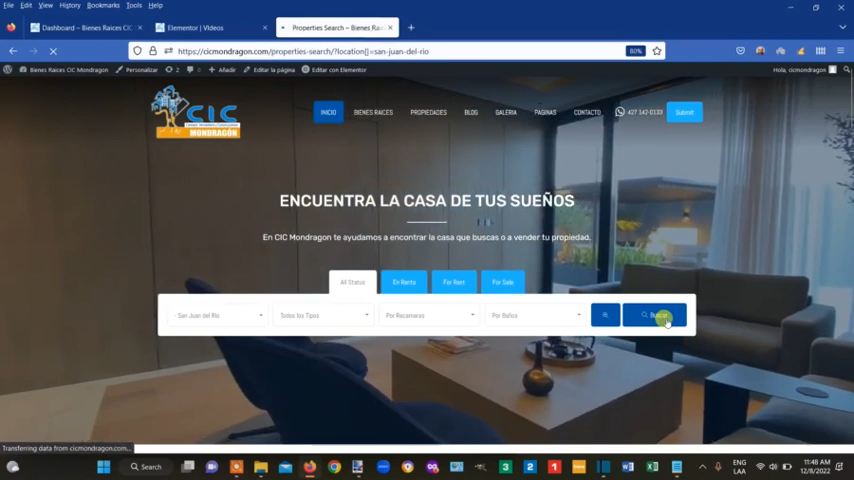 File Edit View History Bookmarks Tools Help
Dashboard – Bienes Raices CIC
Elementor | Videos
Properties Search – Bienes Rai
https://cicmondragon.com/properties-search/?location[]=san-juan-del-rio
80%
Bienes Raices CIC Mondragon Personalizar 2 Añadir Editar la página Editar con Elementor Hola, cicmondragon
CIC
MONDRAGÓN
INICIO BIENES RAICES PROPIEDADES BLOG GALERIA PAGINAS CONTACTO 427 142-0133 Submit
ENCUENTRA LA CASA DE TUS SUEÑOS
En CIC Mondragon te ayudamos a encontrar la casa que buscas o a vender tu propiedad.
All Status En Renta For Rent For Sale
- San Juan del Rio Todos los Tipos Por Recamaras Por Baños Buscar
Transferring data from cicmondragon.com...
Search
3 2 1
ENG
LAA
11:48 AM
12/8/2022